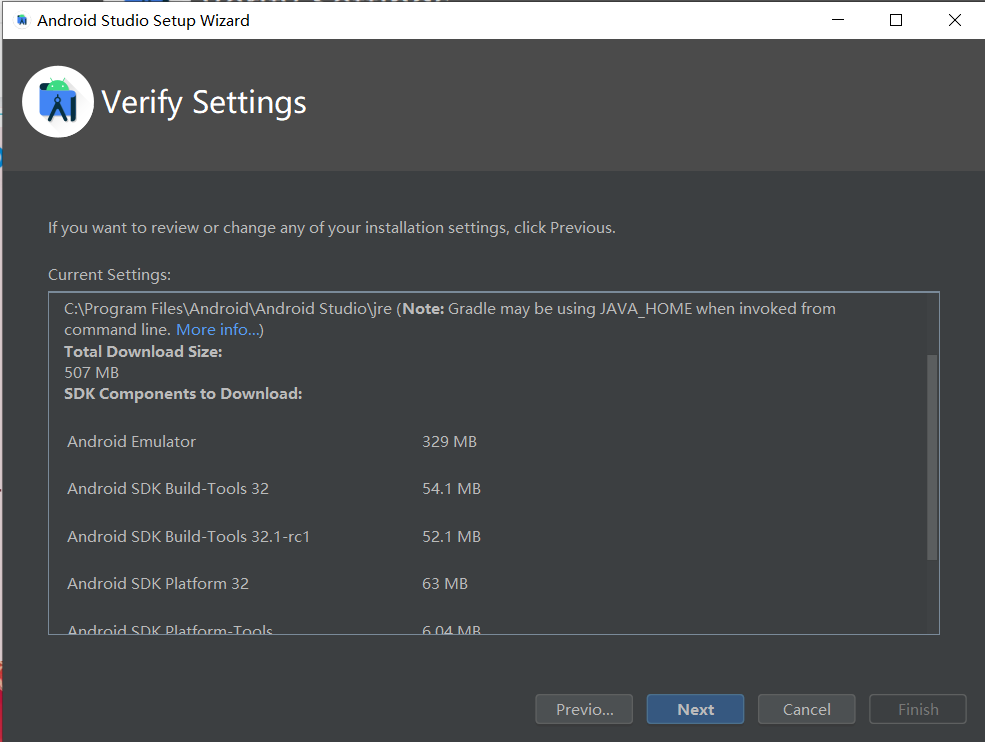 Android Studio Setup Wizard
Verify Settings
If you want to review or change any of your installation settings, click Previous.
Current Settings:
C:\Program Files\Android\Android Studio\jre (Note: Gradle may be using JAVA_HOME when invoked from
command line. More info...)
Total Download Size:
507 MB
SDK Components to Download:
Android Emulator 329 MB
Android SDK Build-Tools 32 54.1 MB
Android SDK Build-Tools 32.1-rc1 52.1 MB
Android SDK Platform 32 63 MB
Android SDK Platform-Tools 6.04 MB
Previo... Next Cancel Finish